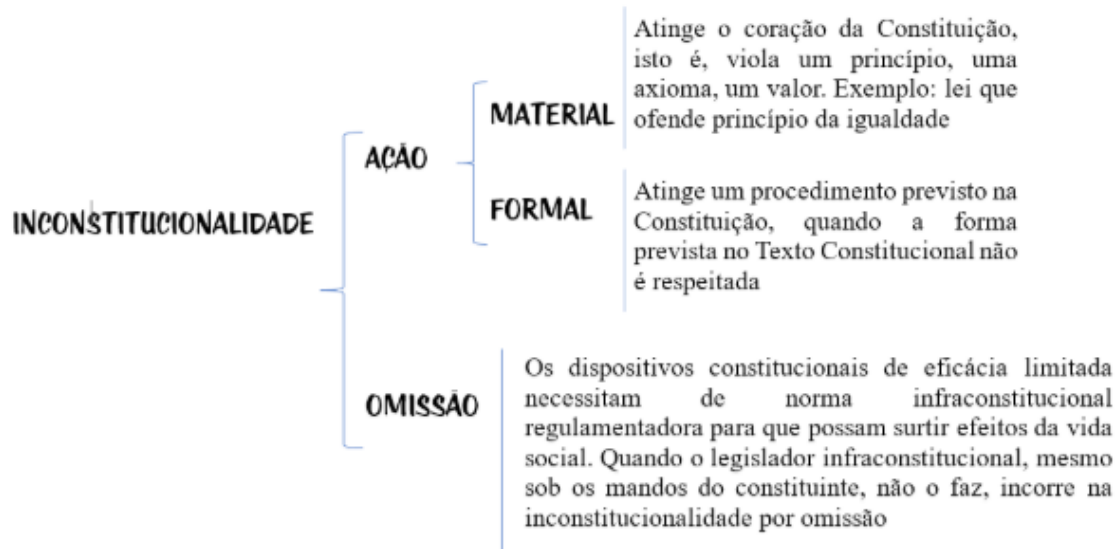 INCONSTITUCIONALIDADE
AÇÃO
MATERIAL
Atinge o coração da Constituição,
isto é, viola um princípio, uma
axioma, um valor. Exemplo: lei que
ofende princípio da igualdade
FORMAL
Atinge um procedimento previsto na
Constituição, quando a forma
prevista no Texto Constitucional não
é respeitada
OMISSÃO
Os dispositivos constitucionais de eficácia limitada
necessitam de norma infraconstitucional
regulamentadora para que possam surtir efeitos da vida
social. Quando o legislador infraconstitucional, mesmo
sob os mandos do constituinte, não o faz, incorre na
inconstitucionalidade por omissão